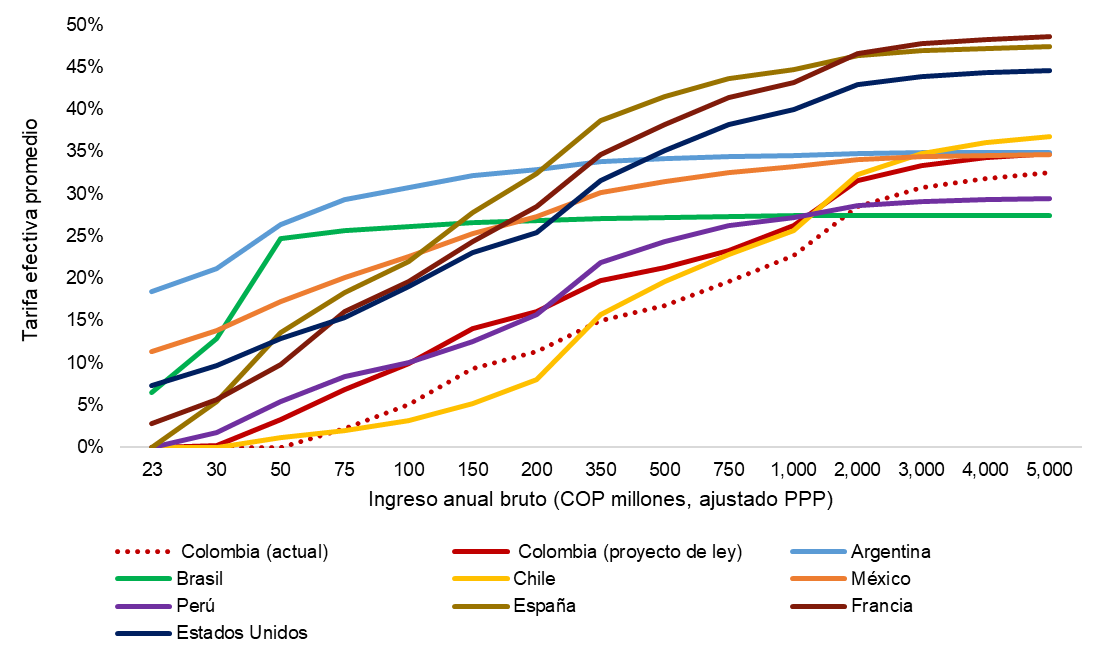 50%
45%
40%
35%
30%
25%
20%
15%
10%
5%
0%
Tarifa efectiva promedio
23 30 50 75 100 150 200 350 500 750 1,000 2,000 3,000 4,000 5,000
Ingreso anual bruto (COP millones, ajustado PPP)
Colombia (actual) Colombia (proyecto de ley) Argentina
Brasil Chile México
Perú España Francia
Estados Unidos